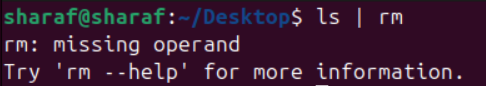 sharaf@sharaf:~/Desktop$ ls | rm
rm: missing operand
Try 'rm --help' for more information.